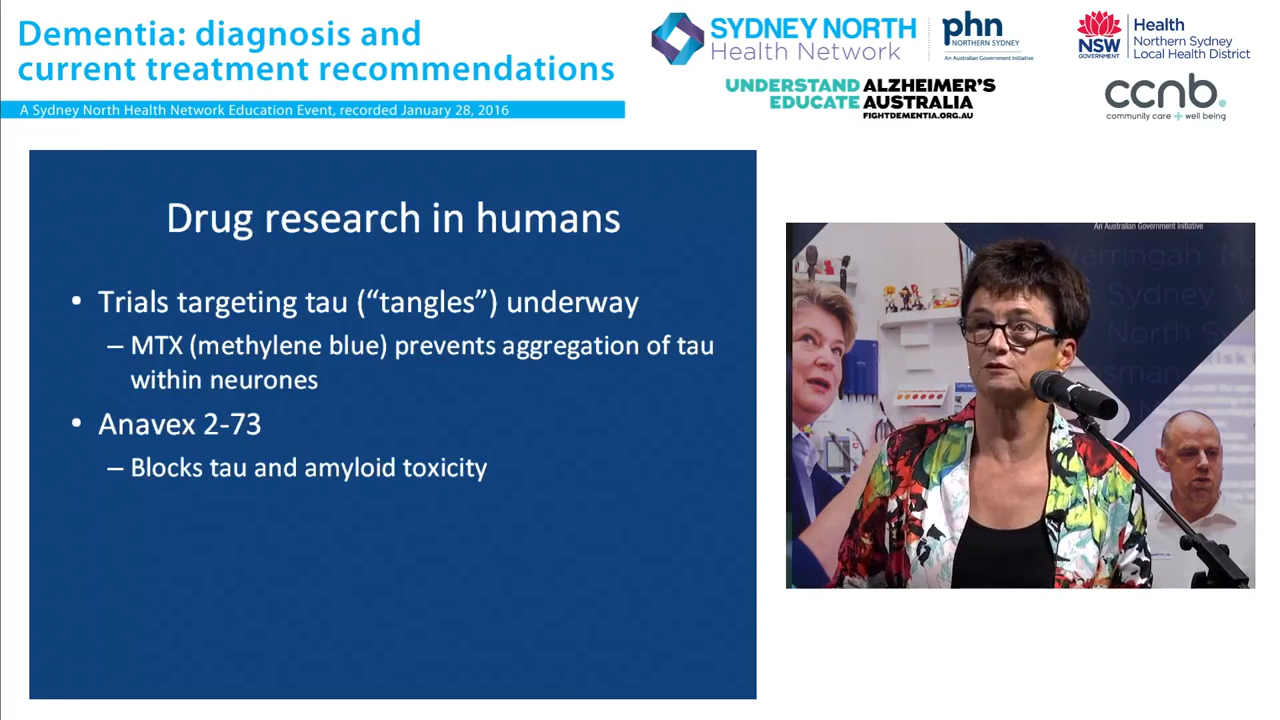 Dementia: diagnosis and
current treatment recommendations
A Sydney North Health Network Education Event, recorded January 28, 2016
SYDNEY NORTH
Health Network
phn
NORTHERN SYDNEY
An Australian Government Initiative
NSW
GOVERNMENT
Health
Northern Sydney
Local Health District
UNDERSTAND ALZHEIMER'S
EDUCATE AUSTRALIA
FIGHTDEMENTIA.ORG.AU
ccnb.
community care + well being
Drug research in humans
• Trials targeting tau (“tangles”) underway
– MTX (methylene blue) prevents aggregation of tau
within neurones
• Anavex 2-73
– Blocks tau and amyloid toxicity
An Australian Government Initiative
Warringah
Sydney
North